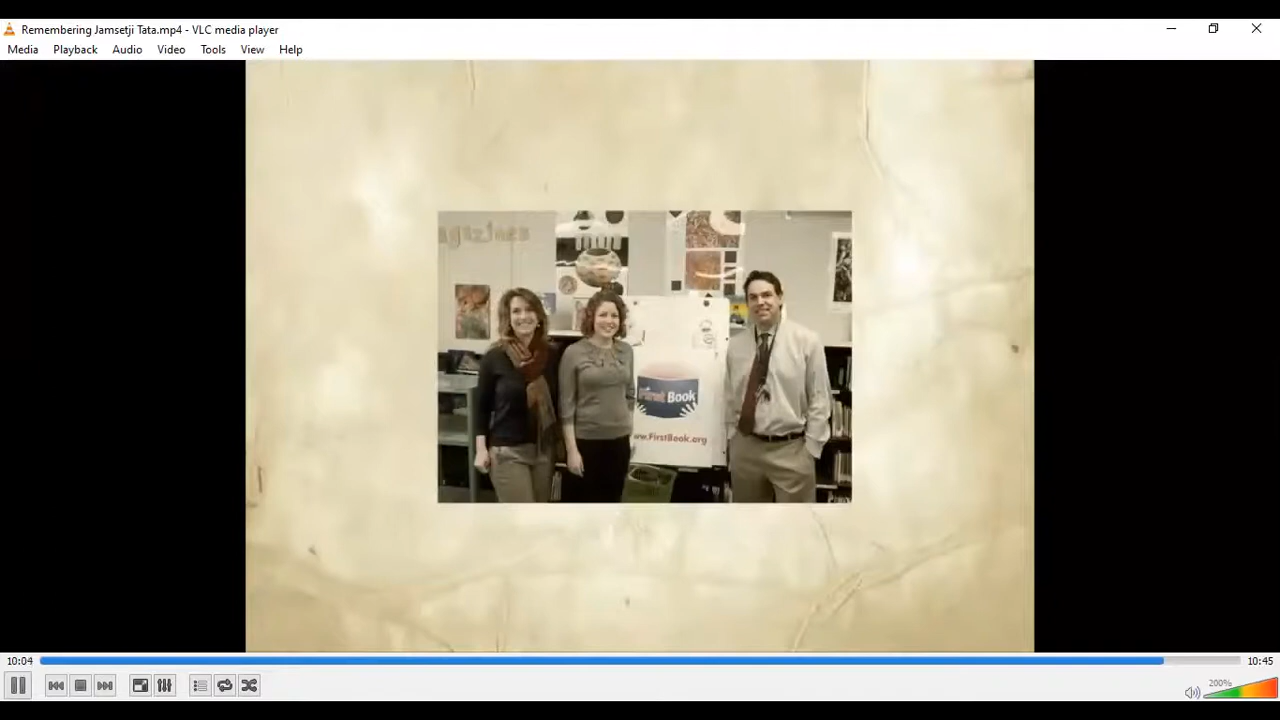 Remembering Jamsetji Tata.mp4 - VLC media player
Media Playback Audio Video Tools View Help
agazines
First Book
www.FirstBook.org
10:04 10:45
200%